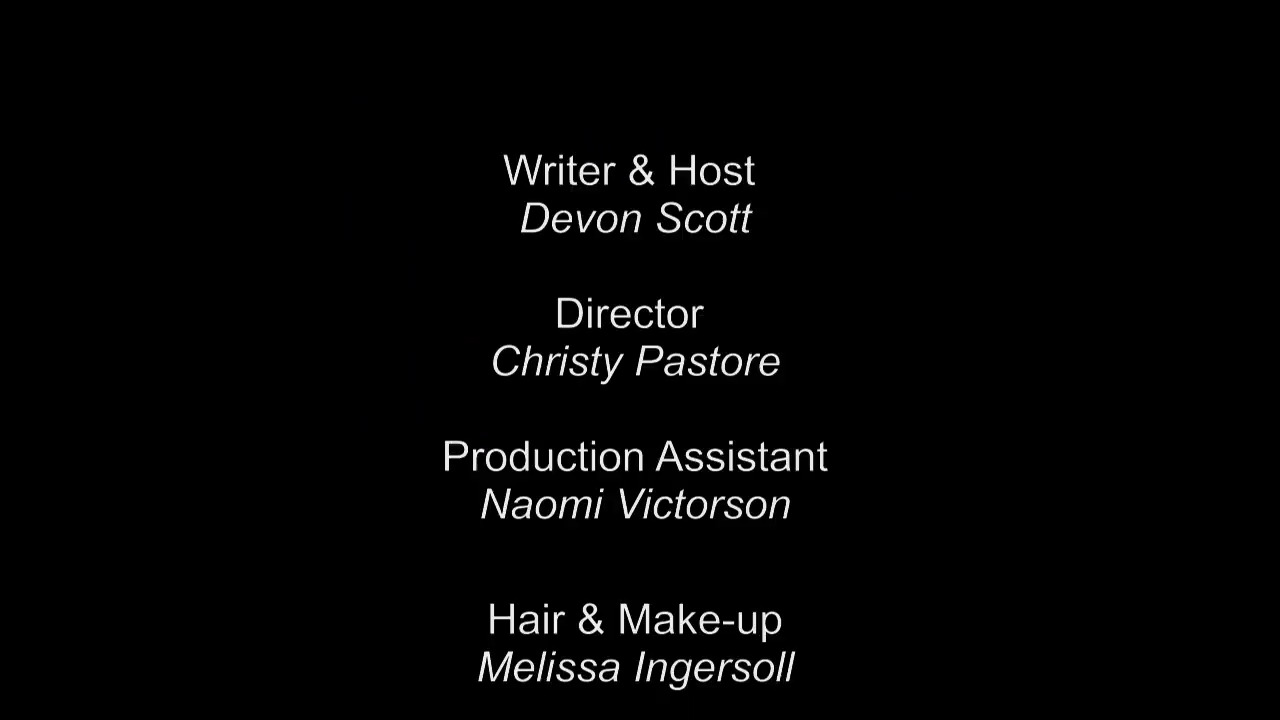 Writer & Host
Devon Scott
Director
Christy Pastore
Production Assistant
Naomi Victorson
Hair & Make-up
Melissa Ingersoll